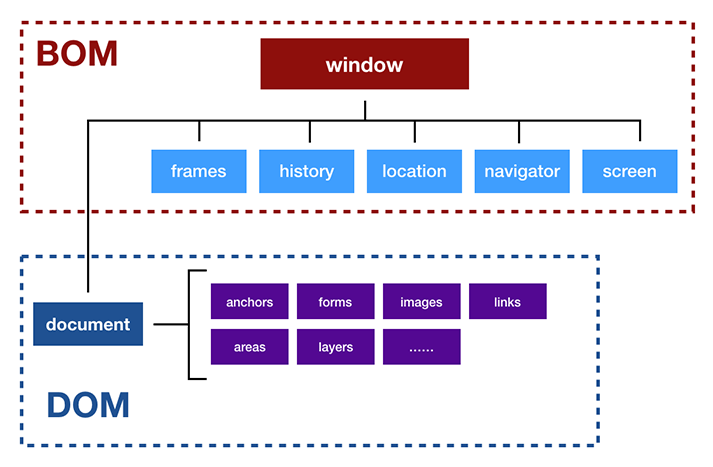 BOM
window
frames
history
location
navigator
screen
document
anchors
forms
images
links
areas
layers
......
DOM